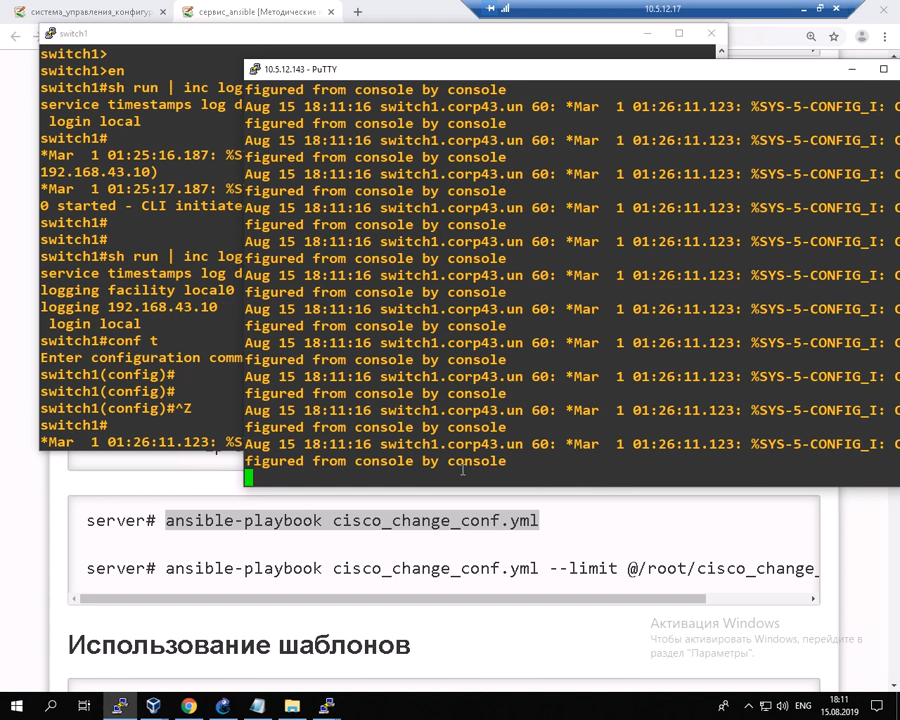 система_управления_конфигур
сервис_ansible [Методические
10.5.12.17
switch1
switch1>
switch1>en
switch1#sh run | inc log
service timestamps log d
login local
switch1#
*Mar 1 01:25:16.187: %S
192.168.43.10)
*Mar 1 01:25:17.187: %S
0 started - CLI initiate
switch1#
switch1#
switch1#sh run | inc log
service timestamps log d
logging facility local0
logging 192.168.43.10
login local
switch1#conf t
Enter configuration comm
switch1(config)#
switch1(config)#
switch1(config)#^Z
switch1#
*Mar 1 01:26:11.123: %S
10.5.12.143 - PuTTY
figured from console by console
Aug 15 18:11:16 switch1.corp43.un 60: *Mar 1 01:26:11.123: %SYS-5-CONFIG_I: C
figured from console by console
Aug 15 18:11:16 switch1.corp43.un 60: *Mar 1 01:26:11.123: %SYS-5-CONFIG_I: C
figured from console by console
Aug 15 18:11:16 switch1.corp43.un 60: *Mar 1 01:26:11.123: %SYS-5-CONFIG_I: C
figured from console by console
Aug 15 18:11:16 switch1.corp43.un 60: *Mar 1 01:26:11.123: %SYS-5-CONFIG_I: C
figured from console by console
Aug 15 18:11:16 switch1.corp43.un 60: *Mar 1 01:26:11.123: %SYS-5-CONFIG_I: C
figured from console by console
Aug 15 18:11:16 switch1.corp43.un 60: *Mar 1 01:26:11.123: %SYS-5-CONFIG_I: C
figured from console by console
Aug 15 18:11:16 switch1.corp43.un 60: *Mar 1 01:26:11.123: %SYS-5-CONFIG_I: C
figured from console by console
Aug 15 18:11:16 switch1.corp43.un 60: *Mar 1 01:26:11.123: %SYS-5-CONFIG_I: C
figured from console by console
Aug 15 18:11:16 switch1.corp43.un 60: *Mar 1 01:26:11.123: %SYS-5-CONFIG_I: C
figured from console by console
Aug 15 18:11:16 switch1.corp43.un 60: *Mar 1 01:26:11.123: %SYS-5-CONFIG_I: C
figured from console by console
Aug 15 18:11:16 switch1.corp43.un 60: *Mar 1 01:26:11.123: %SYS-5-CONFIG_I: C
figured from console by console
server# ansible-playbook cisco_change_conf.yml
server# ansible-playbook cisco_change_conf.yml --limit @/root/cisco_change_
Использование шаблонов
Активация Windows
Чтобы активировать Windows, перейдите в
раздел "Параметры".
ENG
18:11
15.08.2019